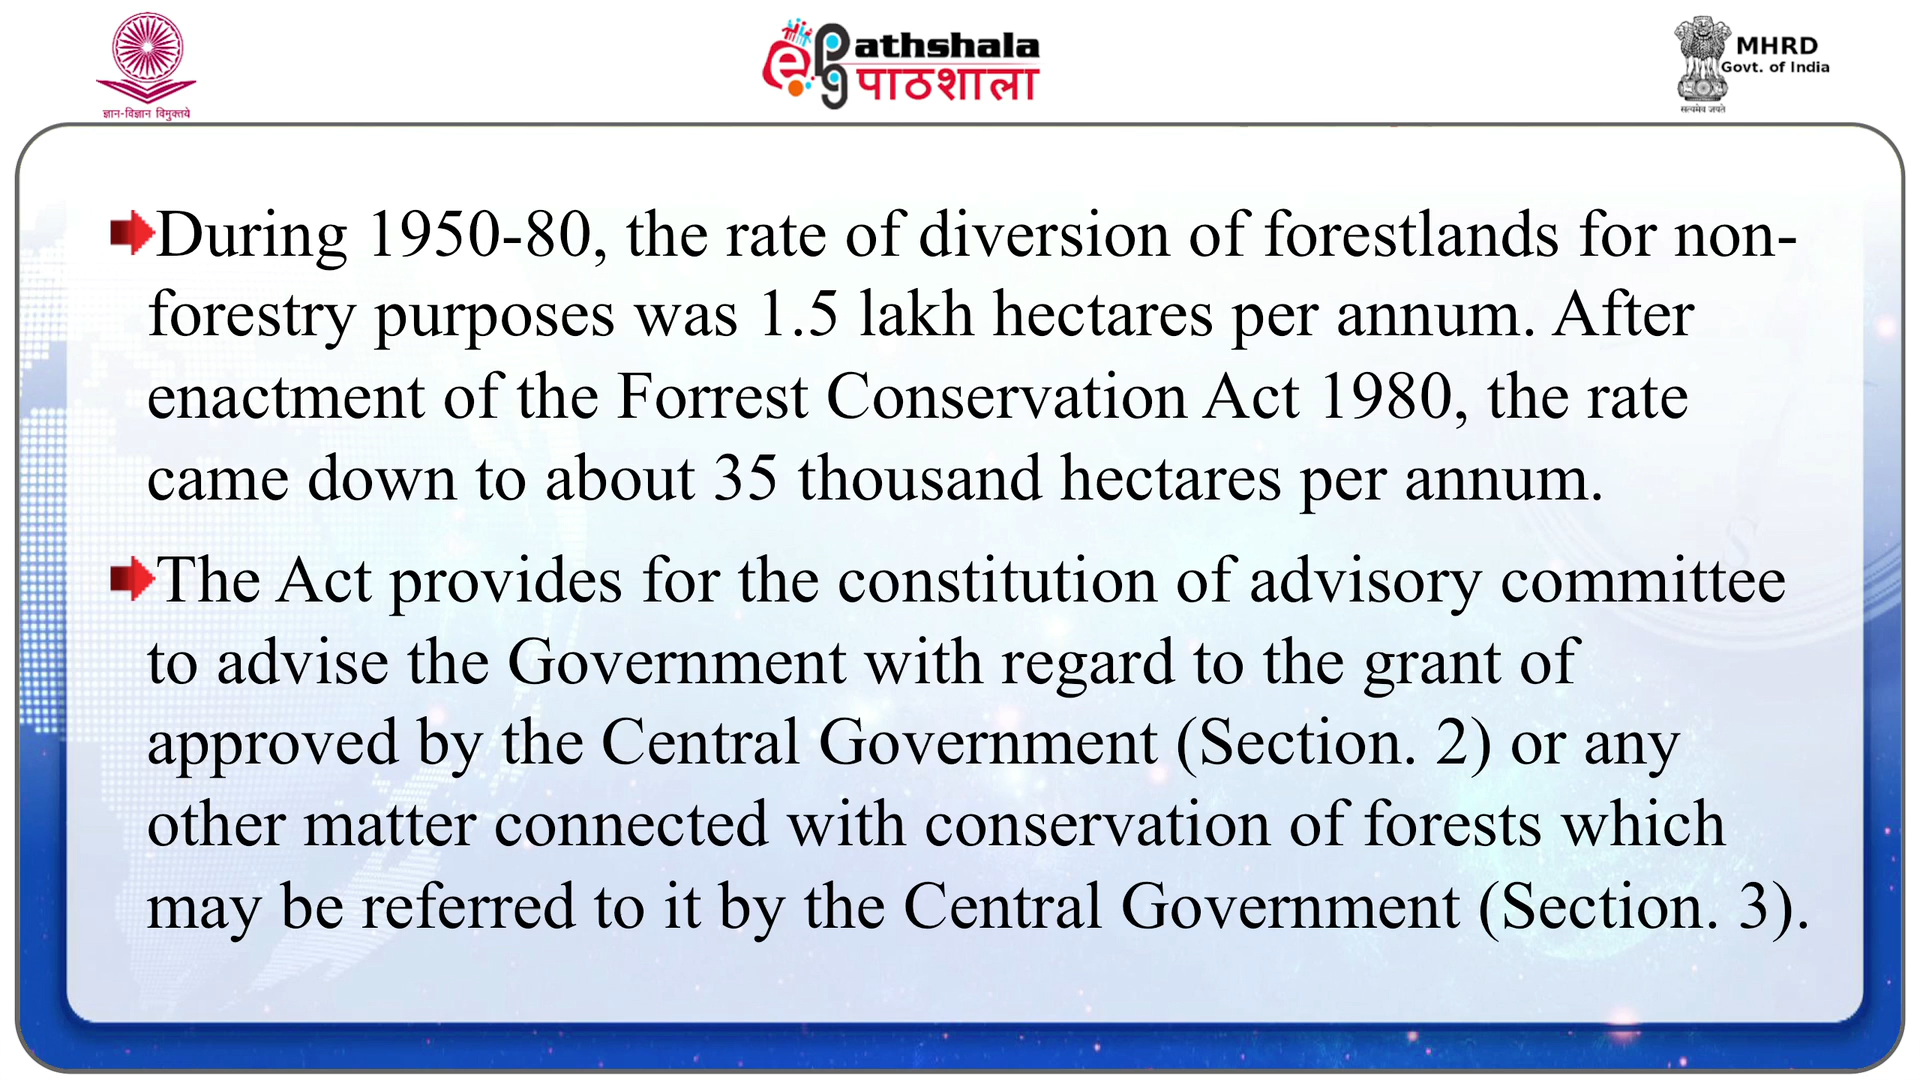 ज्ञान-विज्ञान विमुक्तये
e pg Pathshala
पाठशाला
MHRD
Govt. of India
सत्यमेव जयते
During 1950-80, the rate of diversion of forestlands for non-
forestry purposes was 1.5 lakh hectares per annum. After
enactment of the Forrest Conservation Act 1980, the rate
came down to about 35 thousand hectares per annum.
The Act provides for the constitution of advisory committee
to advise the Government with regard to the grant of
approved by the Central Government (Section. 2) or any
other matter connected with conservation of forests which
may be referred to it by the Central Government (Section. 3).